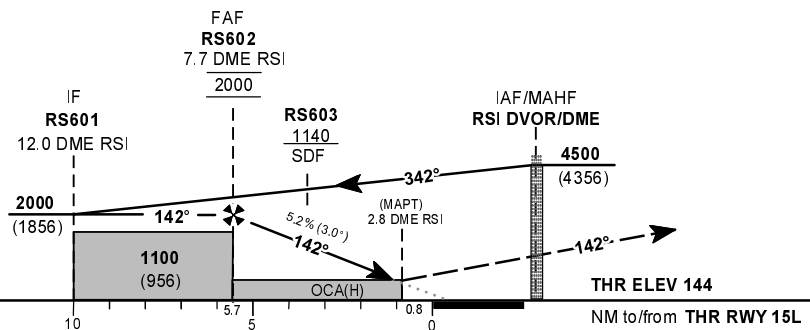 FAF
RS602
7.7 DME RSI
2000
IF
RS601
12.0 DME RSI
RS603
1140
SDF
IAF/MAHF
RSI DVOR/DME
4500
(4356)
342°
2000
(1856)
142°
(MAPT)
2.8 DME RSI
5.2% (3.0°)
142°
142°
1100
(956)
OCA(H)
THR ELEV 144
10
5.7
5
0.8
0
NM to/from THR RWY 15L